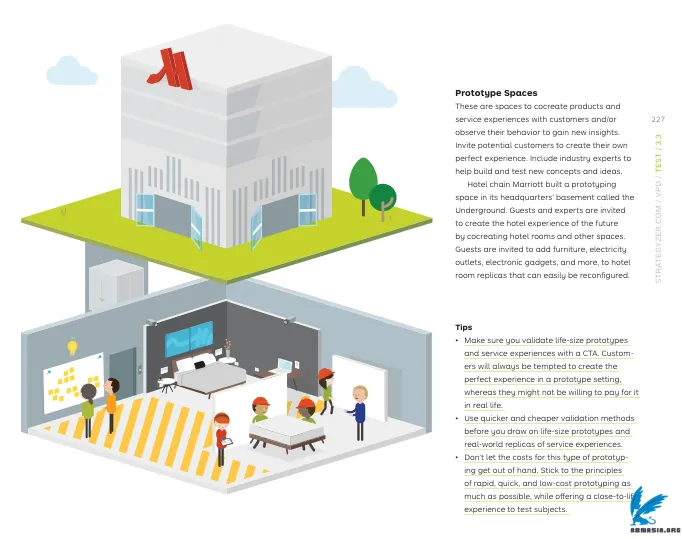 Prototype Spaces
These are spaces to cocreate products and
service experiences with customers and/or
observe their behavior to gain new insights.
Invite potential customers to create their own
perfect experience. Include industry experts to
help build and test new concepts and ideas.
Hotel chain Marriott built a prototyping
space in its headquarters’ basement called the
Underground. Guests and experts are invited
to create the hotel experience of the future
by cocreating hotel rooms and other spaces.
Guests are invited to add furniture, electricity
outlets, electronic gadgets, and more, to hotel
room replicas that can easily be reconfigured.
Tips
• Make sure you validate life-size prototypes
and service experiences with a CTA. Custom-
ers will always be tempted to create the
perfect experience in a prototype setting,
whereas they might not be willing to pay for it
in real life.
• Use quicker and cheaper validation methods
before you draw on life-size prototypes and
real-world replicas of service experiences.
• Don’t let the costs for this type of prototyp-
ing get out of hand. Stick to the principles
of rapid, quick, and low-cost prototyping as
much as possible, while offering a close-to-lif
experience to test subjects.
227
STRATEGYZER.COM / VPD / TEST / 3.3
ARNASIA.ORG